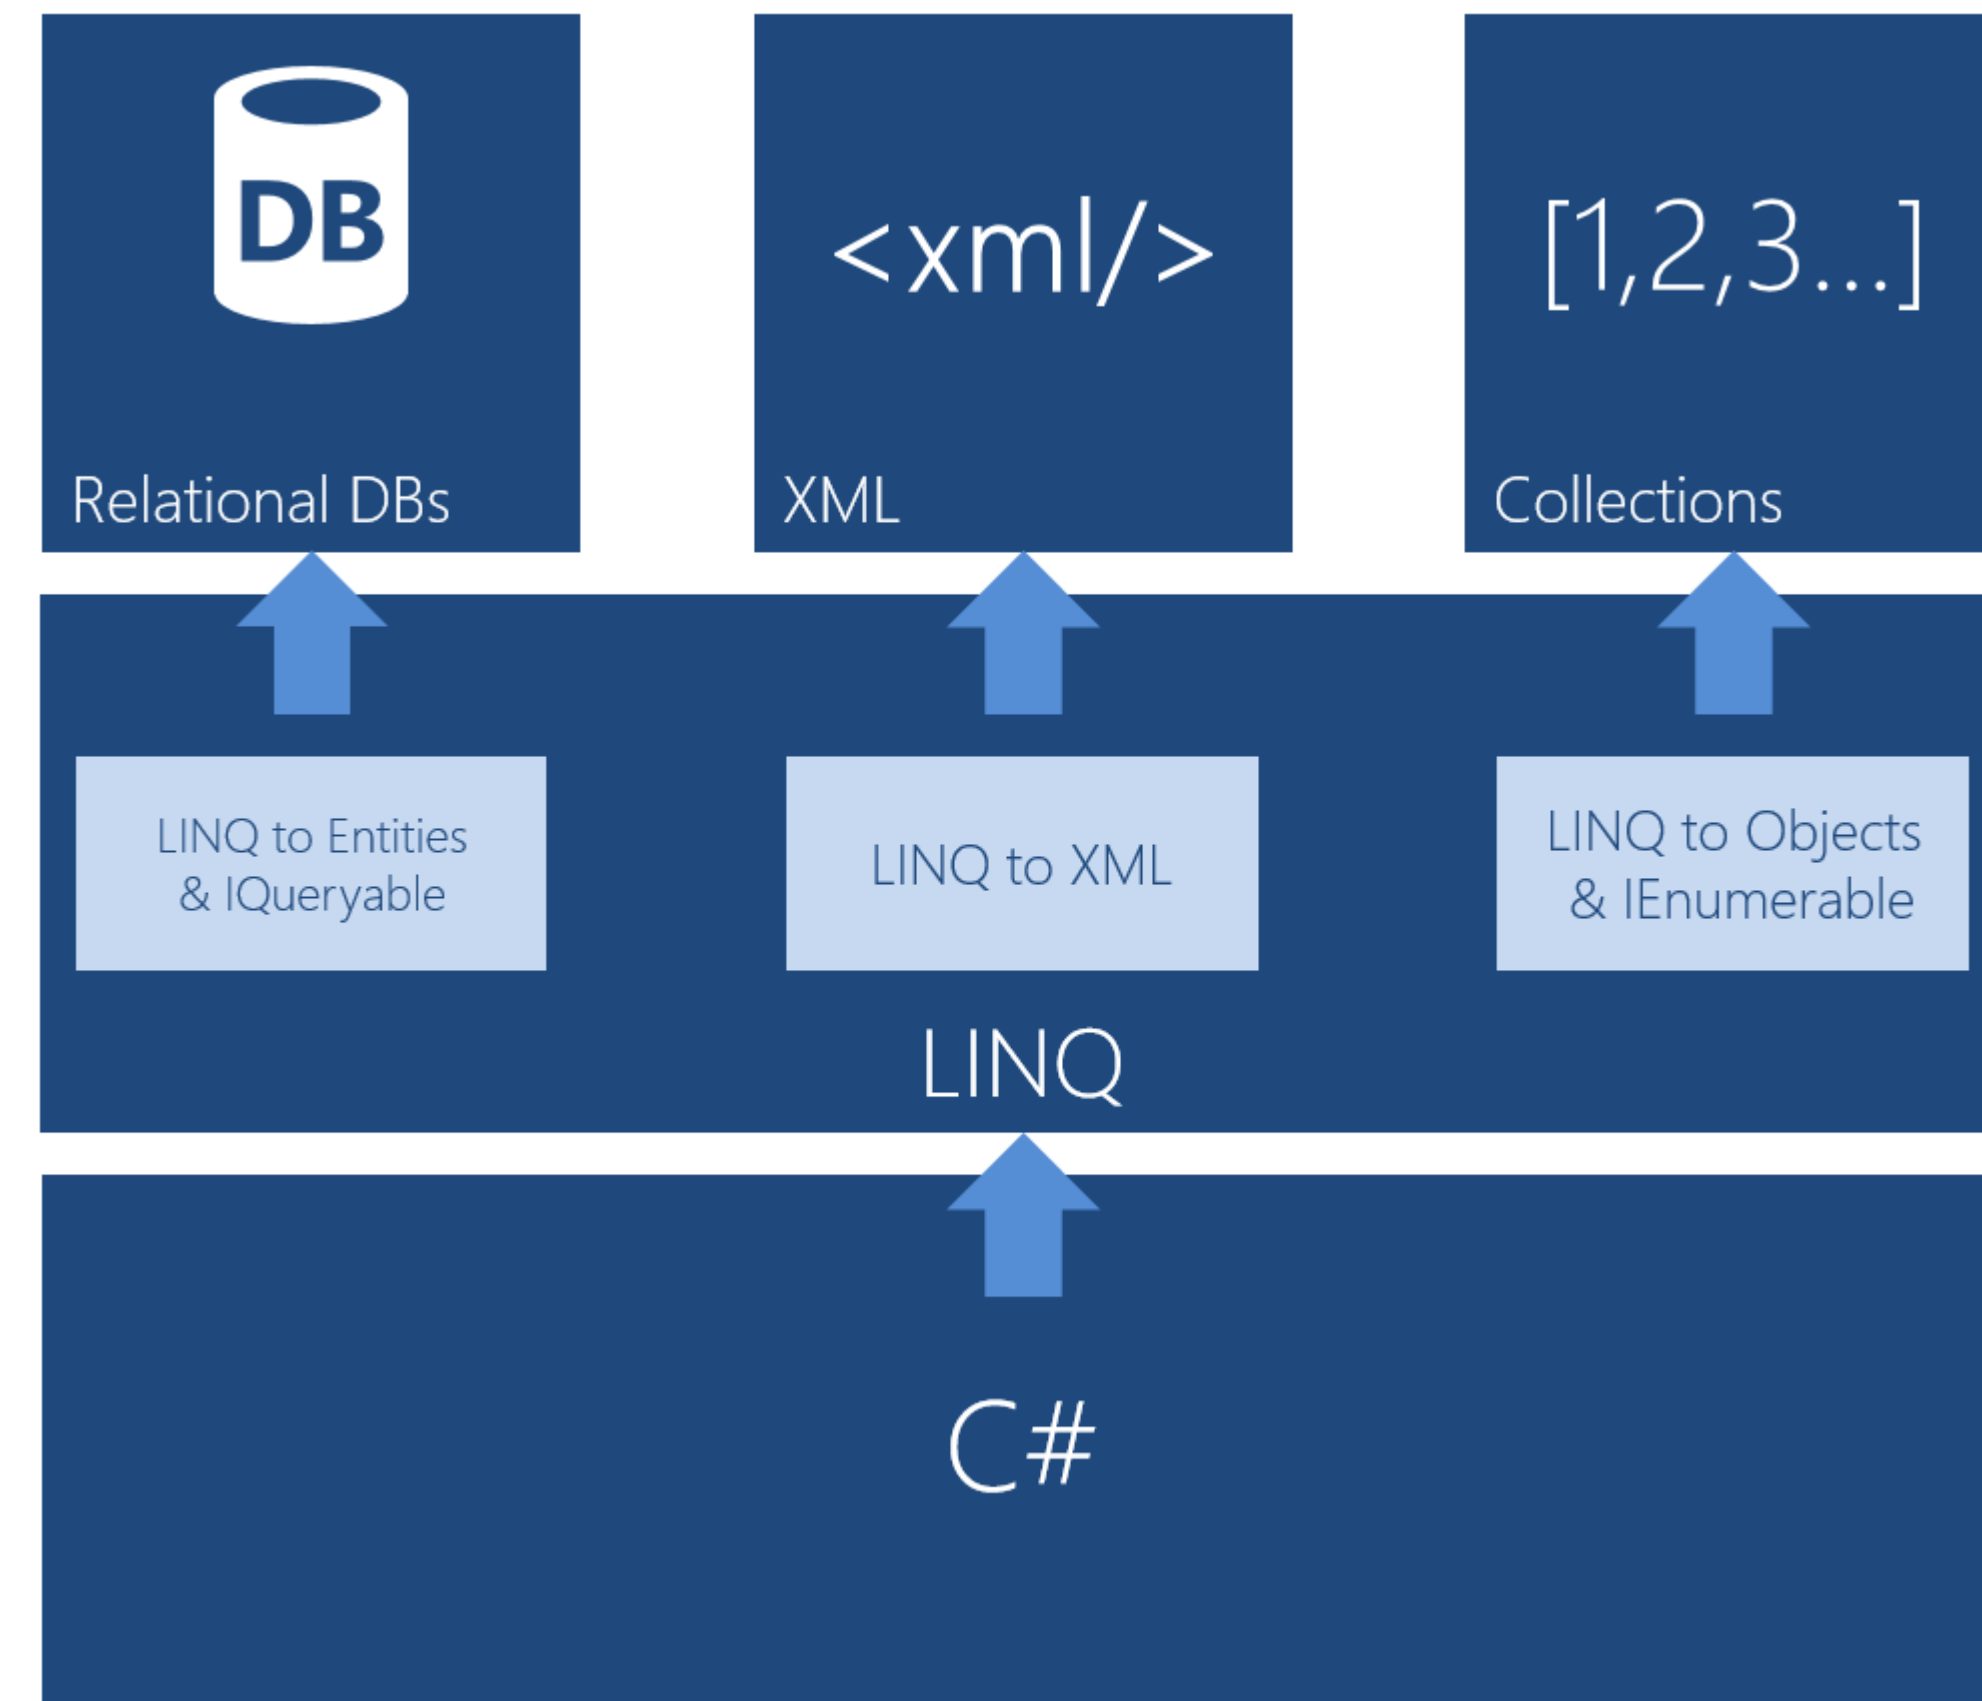 DB
<xml/>
[1,2,3...]
Relational DBs
XML
Collections
LINQ to Entities
& IQueryable
LINQ to XML
LINQ to Objects
& IEnumerable
LINQ
C#